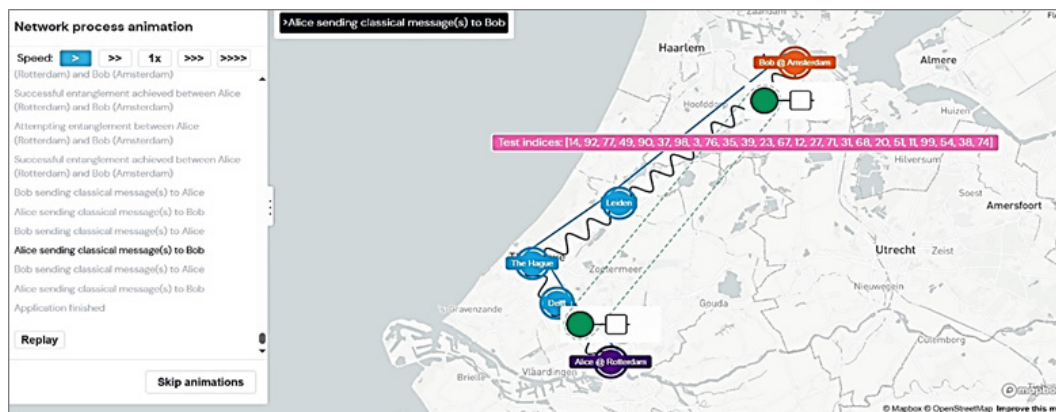 Network process animation
Speed: > >> 1x >>> >>>>
(Rotterdam) and Bob (Amsterdam)
Successful entanglement achieved between Alice
(Rotterdam) and Bob (Amsterdam)
Attempting entanglement between Alice
(Rotterdam) and Bob (Amsterdam)
Successful entanglement achieved between Alice
(Rotterdam) and Bob (Amsterdam)
Bob sending classical message(s) to Alice
Alice sending classical message(s) to Bob
Bob sending classical message(s) to Alice
Alice sending classical message(s) to Bob
Bob sending classical message(s) to Alice
Alice sending classical message(s) to Bob
Application finished
Replay
Skip animations
>Alice sending classical message(s) to Bob
Zaandam
Haarlem
Bob @ Amsterdam
Almere
Hoofddorp
Huizen
Test indices: [14, 92, 77, 49, 90, 37, 98, 3, 76, 35, 39, 23, 67, 12, 27, 71, 31, 68, 20, 51, 11, 99, 54, 38, 74]
Hilversum
Leiden
Soest
Amersfoort
The Hague
Utrecht
Zeist
Zoetermeer
Nieuwegein
Delft
Gouda
Culemborg
Alice @ Rotterdam
Vlaardingen
Brielle
mapbox
© Mapbox © OpenStreetMap Improve this m